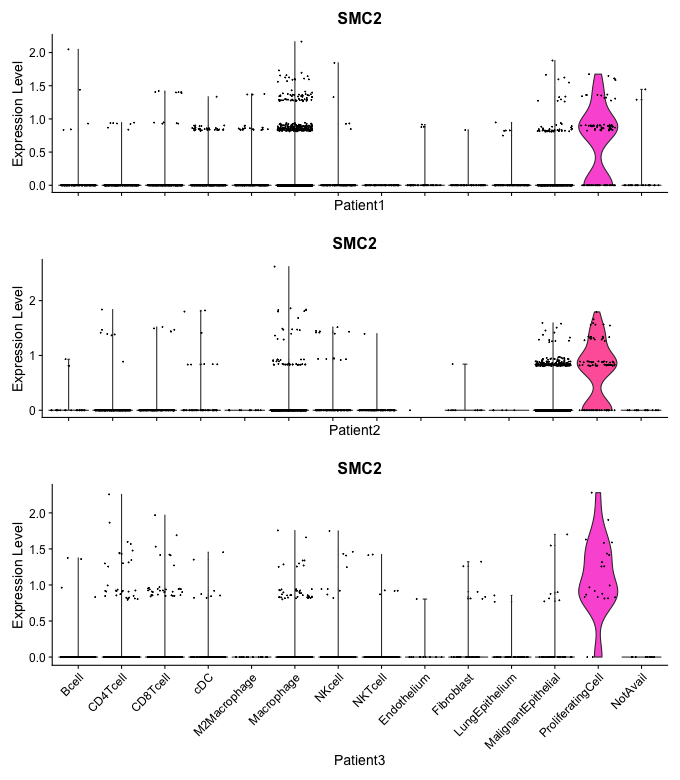 SMC2
Expression Level
2.0
1.5
1.0
0.5
0.0
Patient1
SMC2
Expression Level
2
1
0
Patient2
SMC2
Expression Level
2.0
1.5
1.0
0.5
0.0
Bcell
CD4Tcell
CD8Tcell
cDC
M2Macrophage
Macrophage
NKcell
NKTcell
Endothelium
Fibroblast
LungEpithelium
MalignantEpithelial
ProliferatingCell
NotAvail
Patient3